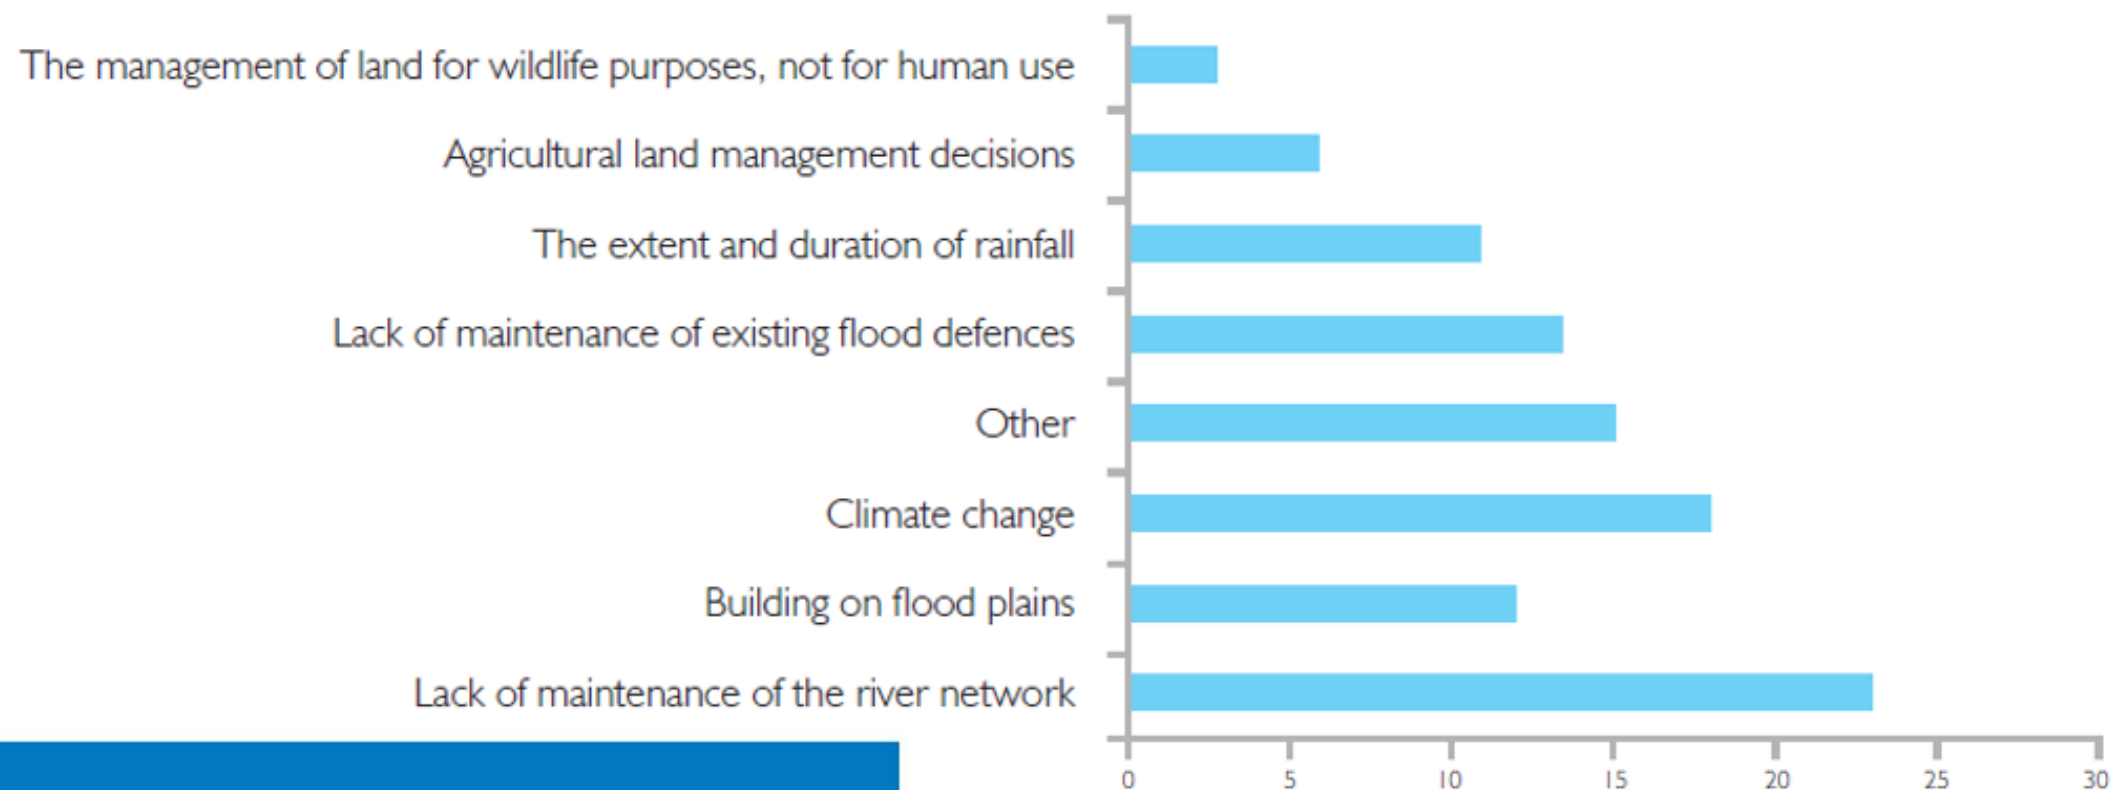 The management of land for wildlife purposes, not for human use
Agricultural land management decisions
The extent and duration of rainfall
Lack of maintenance of existing flood defences
Other
Climate change
Building on flood plains
Lack of maintenance of the river network
0 5 10 15 20 25 30